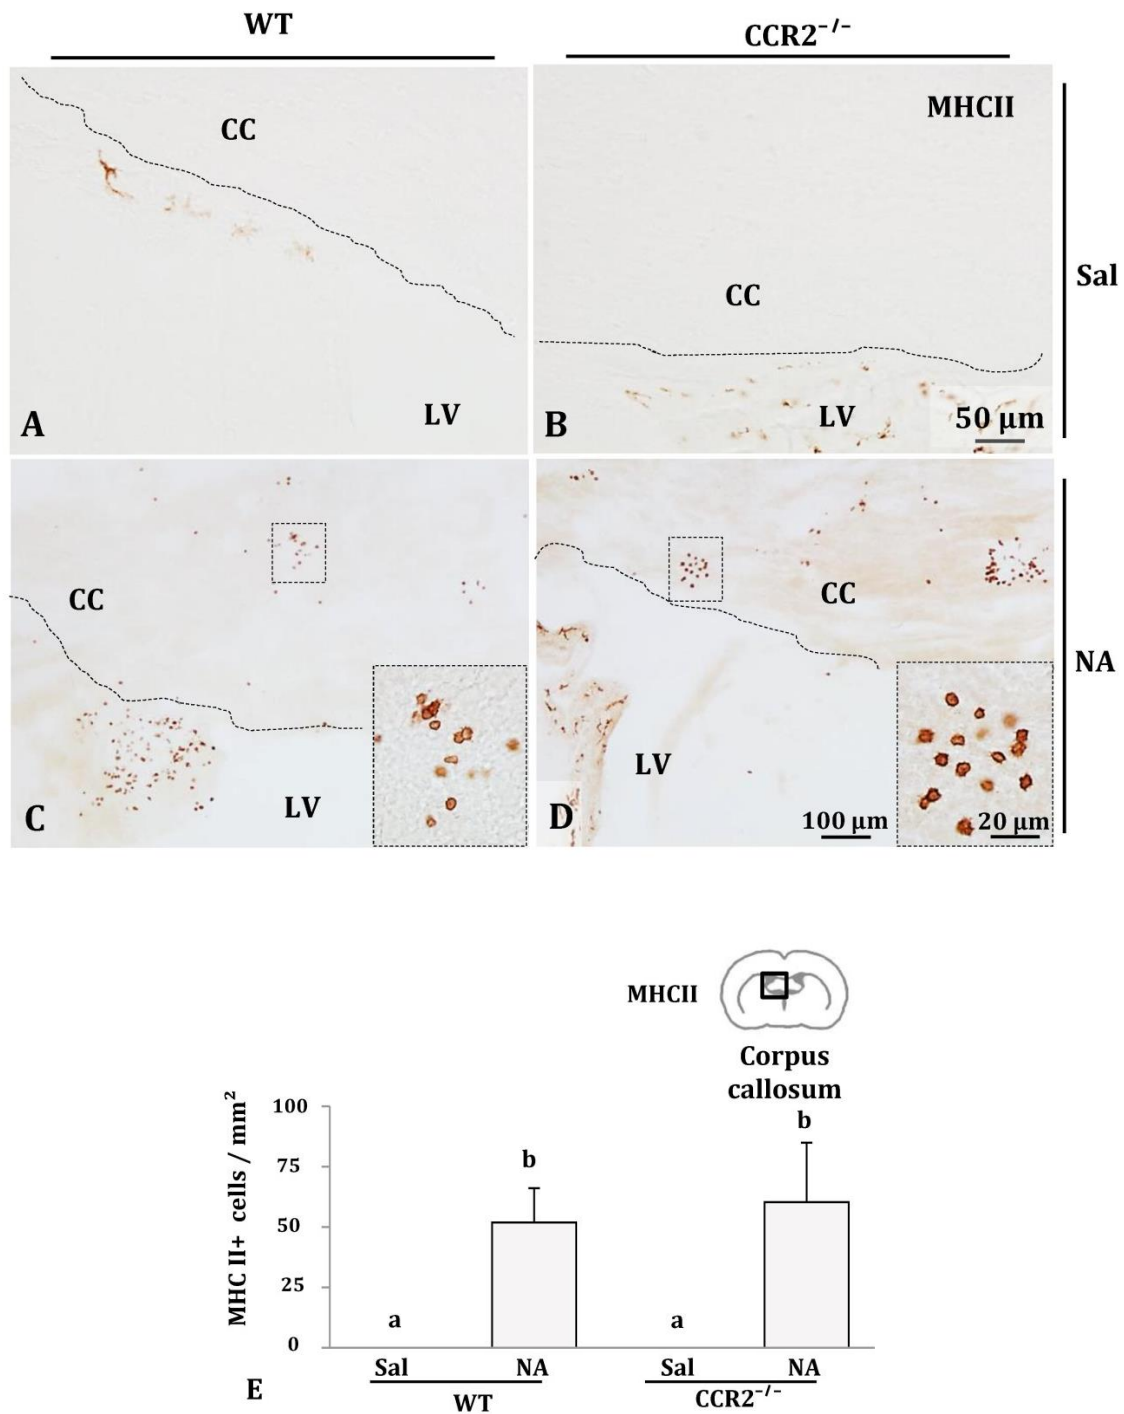 WT
CCR2⁻/⁻
CC
MHCII
CC
Sal
A
LV
B
LV
50 μm
CC
CC
NA
C
LV
D
LV
100 μm
20 μm
MHCII
Corpus
callosum
MHC II+ cells / mm²
100
75
50
25
0
a
b
a
b
Sal
NA
Sal
NA
WT
CCR2⁻/⁻
E